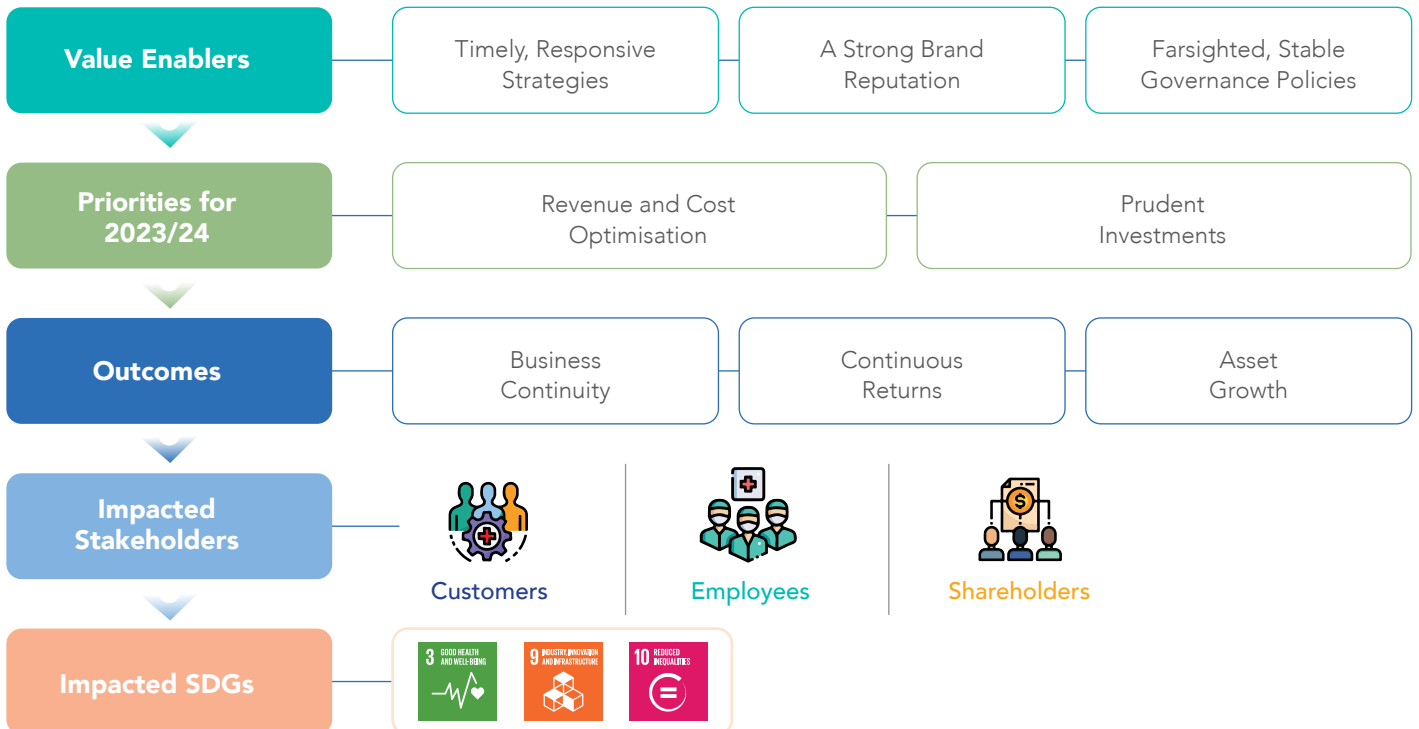 Value Enablers
Timely, Responsive
Strategies
A Strong Brand
Reputation
Farsighted, Stable
Governance Policies
Priorities for
2023/24
Revenue and Cost
Optimisation
Prudent
Investments
Outcomes
Business
Continuity
Continuous
Returns
Asset
Growth
Impacted
Stakeholders
$
Customers
Employees
Shareholders
Impacted SDGs
3 GOOD HEALTH
AND WELL-BEING
9 INDUSTRY, INNOVATION
AND INFRASTRUCTURE
10 REDUCED
INEQUALITIES